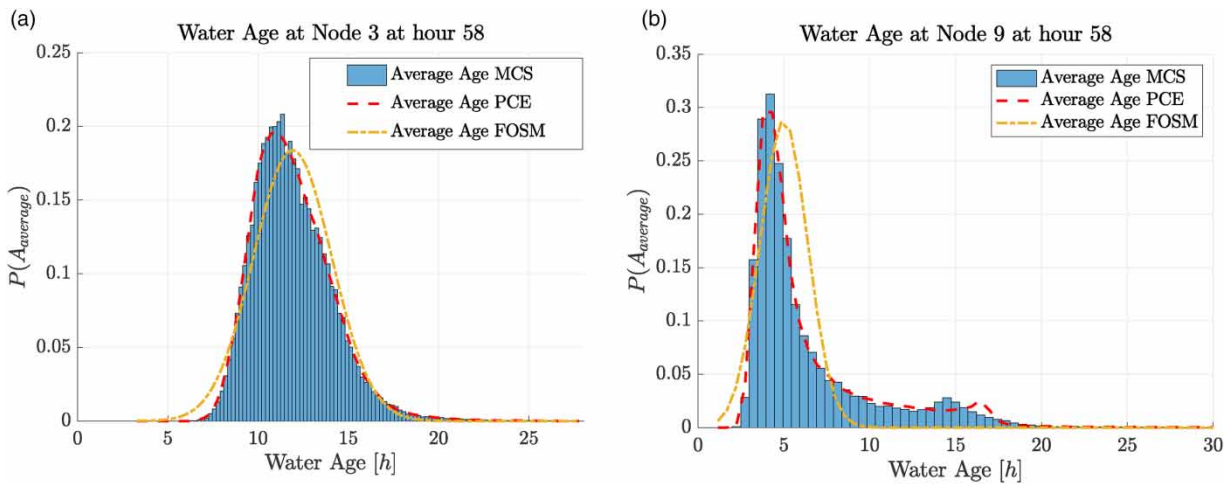 (a)
Water Age at Node 3 at hour 58
0.25
0.2
0.15
0.1
0.05
0
P(A_average)
Average Age MCS
Average Age PCE
Average Age FOSM
0 5 10 15 20 25
Water Age [h]
(b)
Water Age at Node 9 at hour 58
0.35
0.3
0.25
0.2
0.15
0.1
0.05
0
P(A_average)
Average Age MCS
Average Age PCE
Average Age FOSM
0 5 10 15 20 25 30
Water Age [h]